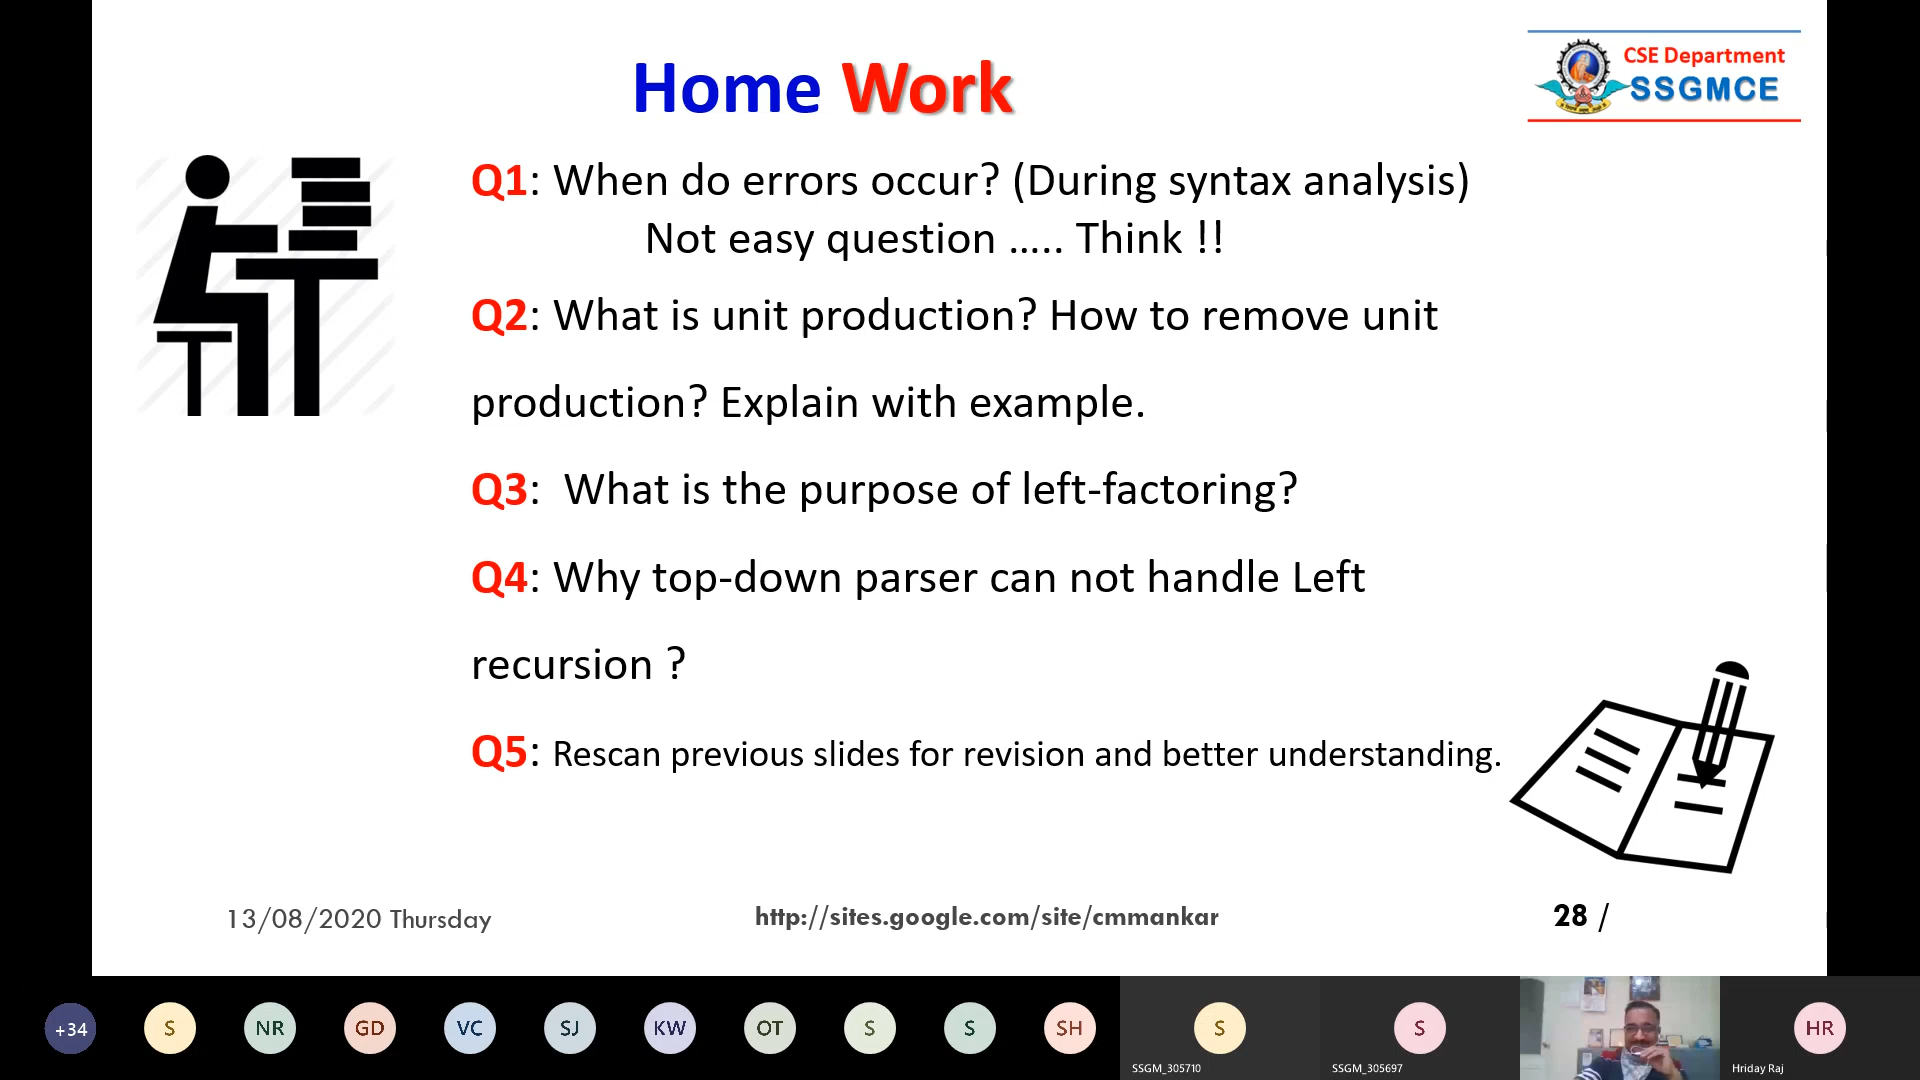 Home Work
CSE Department
SSGMCE
Q1: When do errors occur? (During syntax analysis)
Not easy question ..... Think !!
Q2: What is unit production? How to remove unit
production? Explain with example.
Q3: What is the purpose of left-factoring?
Q4: Why top-down parser can not handle Left
recursion ?
Q5: Rescan previous slides for revision and better understanding.
13/08/2020 Thursday
http://sites.google.com/site/cmmankar
28 /
+34
S
NR
GD
VC
SJ
KW
OT
S
S
SH
S
SSGM_305710
S
SSGM_305697
HR
Hriday Raj